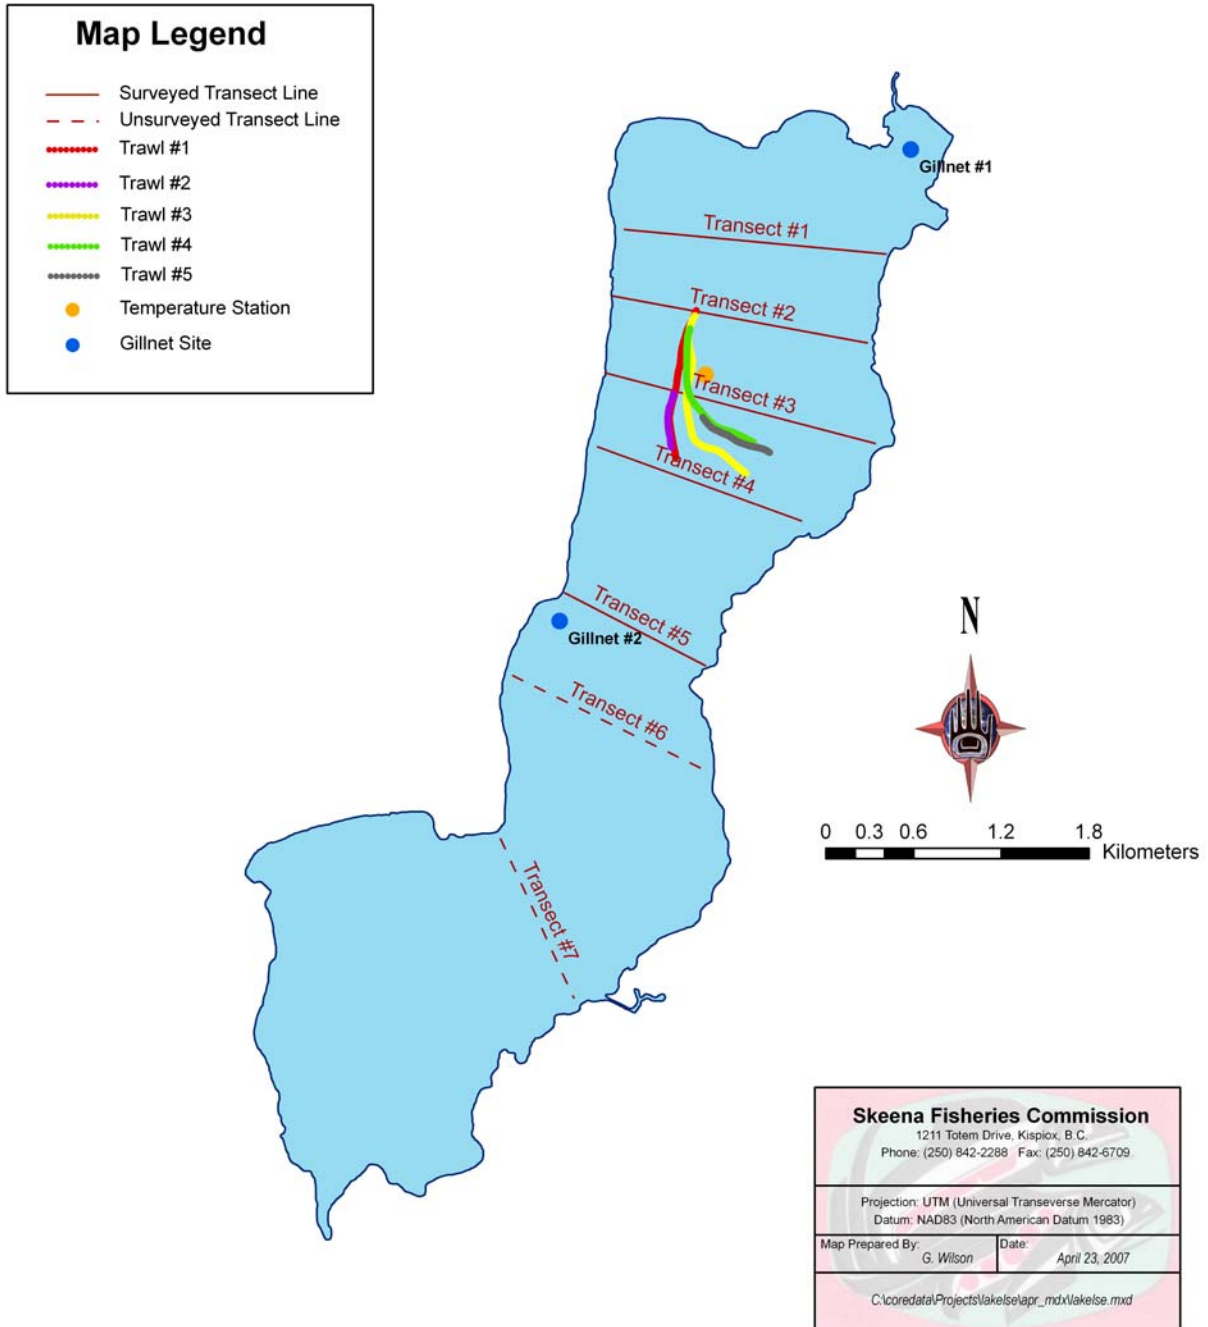 Map Legend
Surveyed Transect Line
Unsurveyed Transect Line
Trawl #1
Trawl #2
Trawl #3
Trawl #4
Trawl #5
Temperature Station
Gillnet Site
Gillnet #1
Transect #1
Transect #2
Transect #3
Transect #4
Transect #5
Gillnet #2
Transect #6
Transect #7
N
0 0.3 0.6 1.2 1.8
Kilometers
Skeena Fisheries Commission
1211 Totem Drive, Kispiox, B.C.
Phone: (250) 842-2288 Fax: (250) 842-6709
Projection: UTM (Universal Transeverse Mercator)
Datum: NAD83 (North American Datum 1983)
Map Prepared By: G. Wilson
Date: April 23, 2007
C:\coredata\Projects\lakelse\apr_mdx\lakelse.mxd